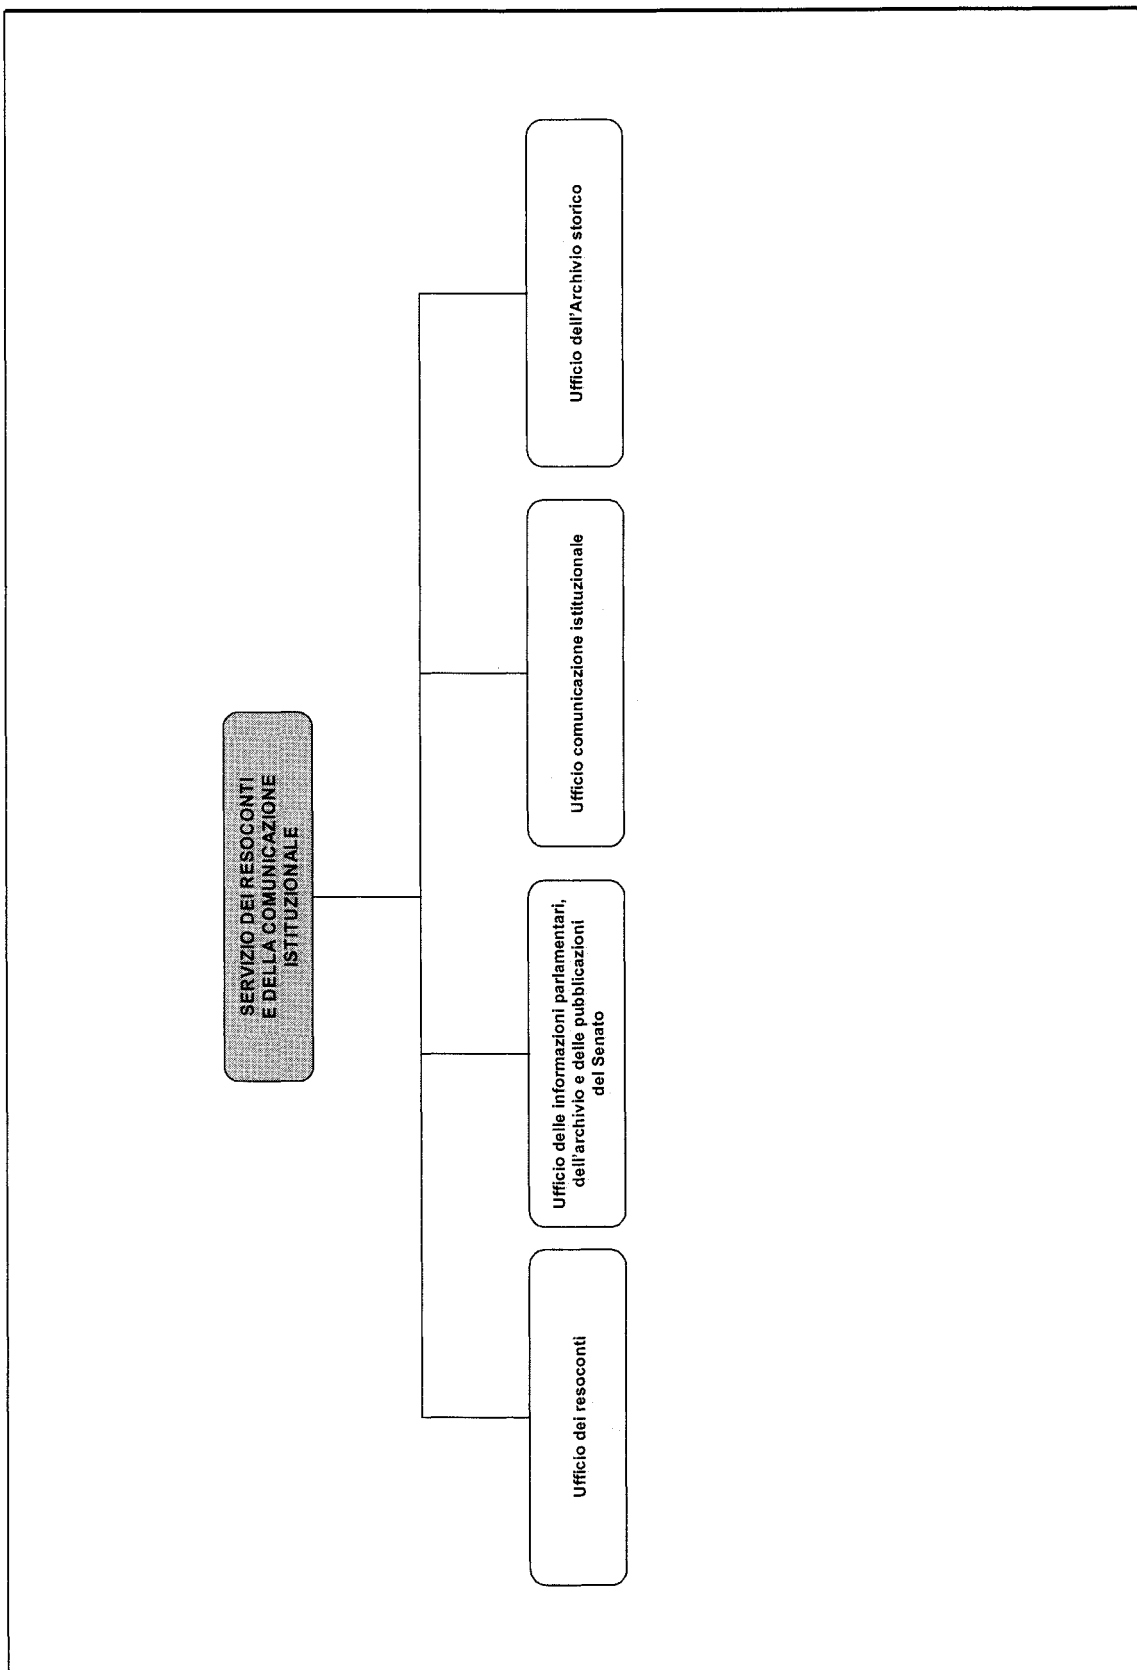 SERVIZIO DEI RESOCONTI
E DELLA COMUNICAZIONE
ISTITUZIONALE
Ufficio dei resoconti
Ufficio delle informazioni parlamentari,
dell'archivio e delle pubblicazioni
del Senato
Ufficio comunicazione istituzionale
Ufficio dell'Archivio storico